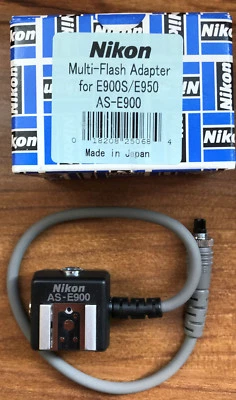 Nikon
Multi-Flash Adapter
for E900S/E950
AS-E900
0 18208 25068 4
Made in Japan
Nikon
AS-E900